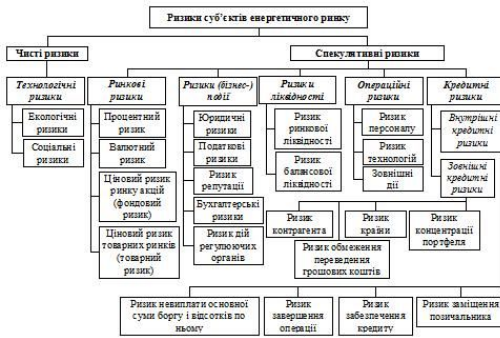 Ризики суб’єктів енергетичного ринку
Чисті ризики
Спекулятивні ризики
Технологічні
ризики
Ринкові
ризики
Ризики (бізнес-)
події
Ризики
ліквідності
Операційні
ризики
Кредитні
ризики
Екологічні
ризики
Соціальні
ризики
Процентний
ризик
Валютний
ризик
Ціновий ризик
ринку акцій
(фондовий
ризик)
Ціновий ризик
товарних ринків
(товарний
ризик)
Юридичні
ризики
Податкові
ризики
Ризик
репутації
Бухгалтерські
ризики
Ризик дій
регулюючих
органів
Ризик
ринкової
ліквідності
Ризик
балансової
ліквідності
Ризик
персоналу
Ризик
технологій
Зовнішні
дії
Внутрішні
кредитні
ризики
Зовнішні
кредитні
ризики
Ризик
контрагента
Ризик
країни
Ризик
концентрації
портфеля
Ризик обмеження
переведення
грошових коштів
Ризик невиплати основної
суми боргу і відсотків по
ньому
Ризик
завершення
операції
Ризик
забезпечення
кредиту
Ризик заміщення
позичальника